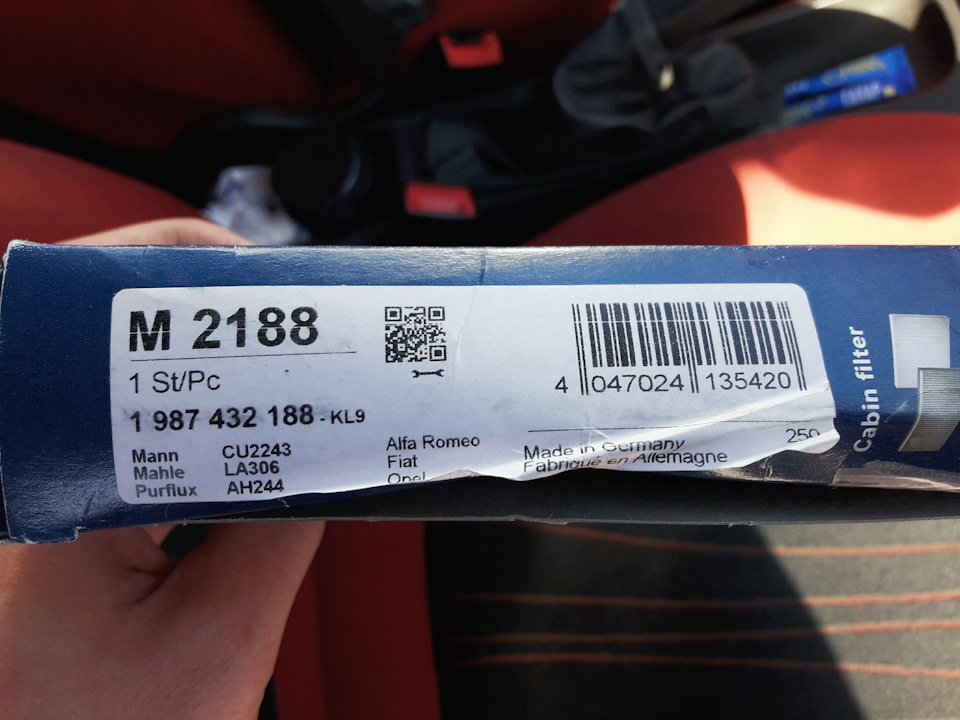 M 2188
1 St/Pc
1 987 432 188 - KL9
Mann CU2243
Mahle LA306
Purflux AH244
Alfa Romeo
Fiat
Opel
4 047024 135420
Made in Germany
Fabriqué en Allemagne
250
Cabin filter